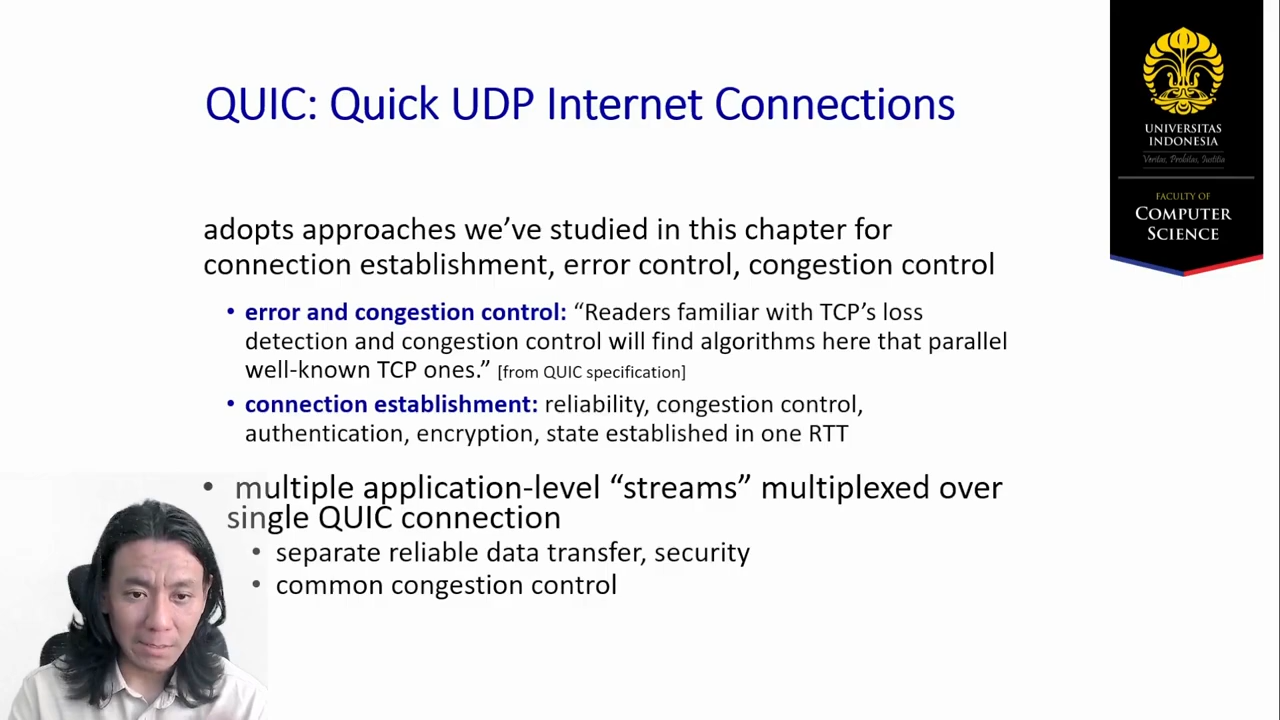 QUIC: Quick UDP Internet Connections
adopts approaches we’ve studied in this chapter for
connection establishment, error control, congestion control
• error and congestion control: “Readers familiar with TCP’s loss
detection and congestion control will find algorithms here that parallel
well-known TCP ones.” [from QUIC specification]
• connection establishment: reliability, congestion control,
authentication, encryption, state established in one RTT
• multiple application-level “streams” multiplexed over
single QUIC connection
• separate reliable data transfer, security
• common congestion control
UNIVERSITAS
INDONESIA
Veritas, Probitas, Iustitia
FACULTY OF
COMPUTER
SCIENCE